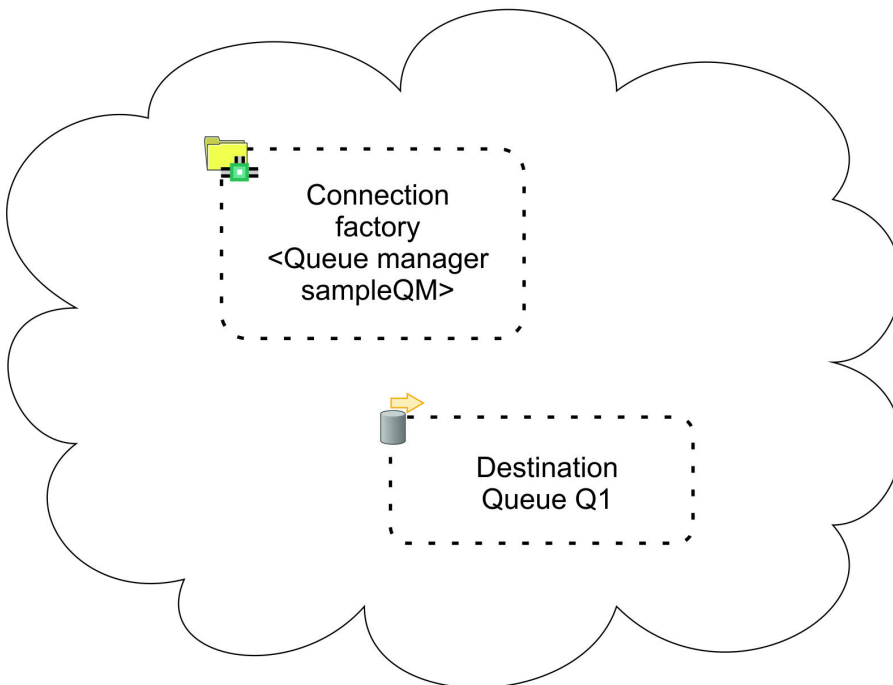 Connection
factory
<Queue manager
sampleQM>
Destination
Queue Q1